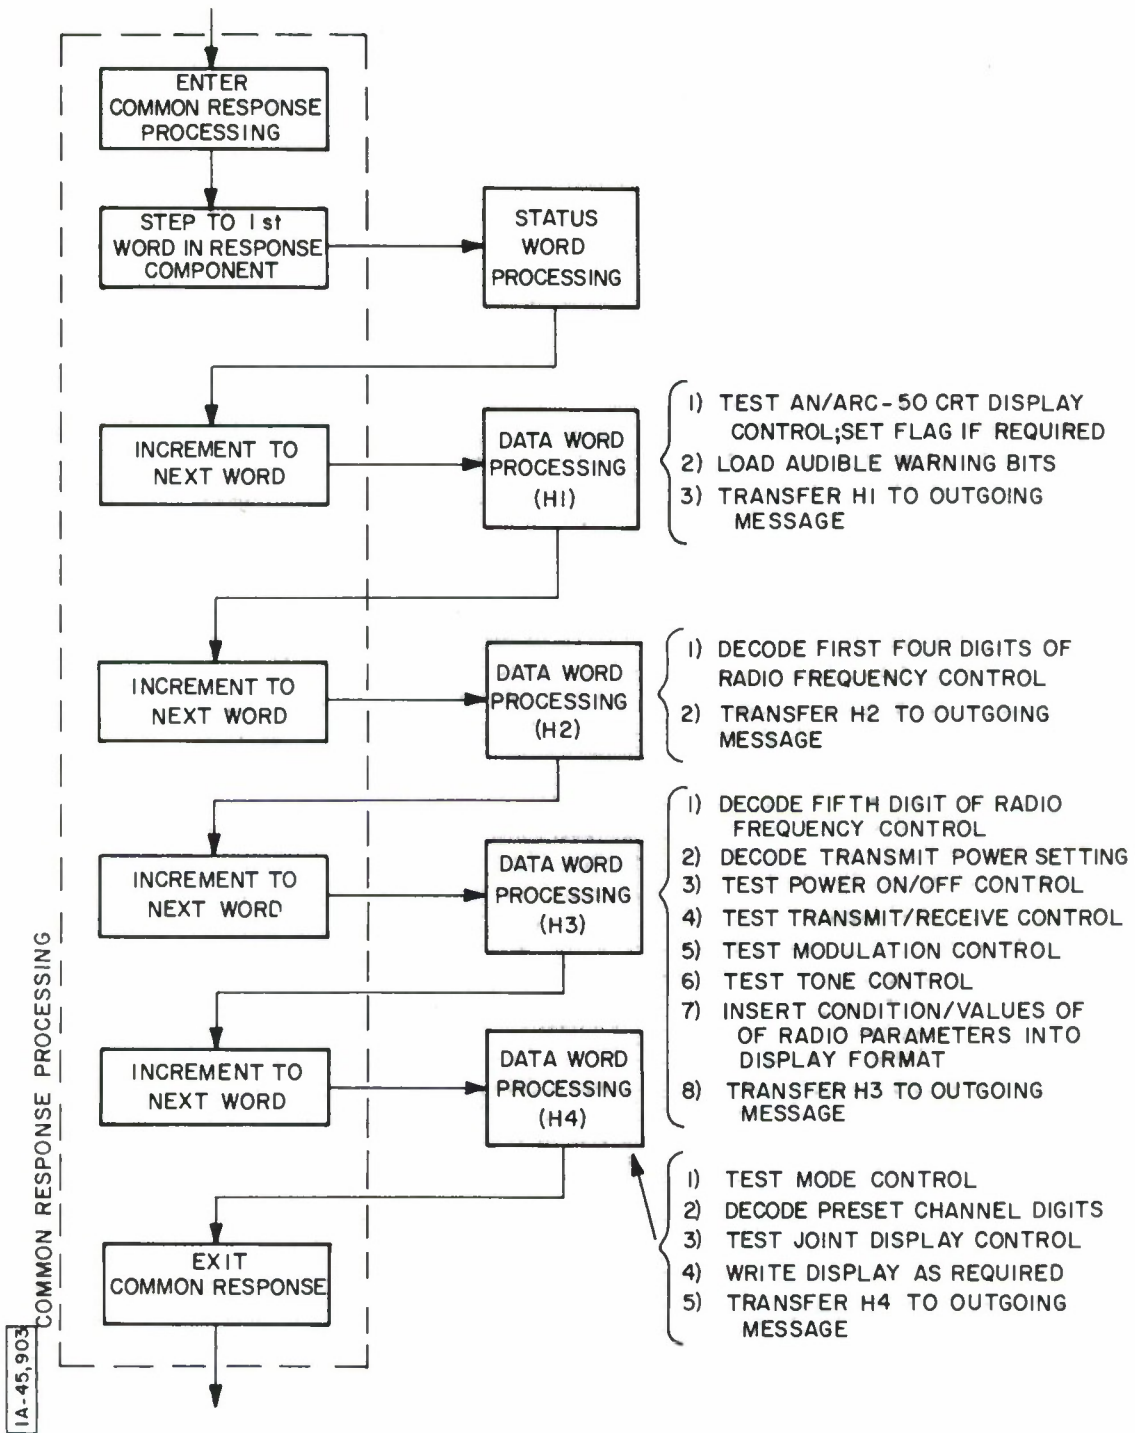 ENTER
COMMON RESPONSE
PROCESSING
STEP TO 1st
WORD IN RESPONSE
COMPONENT
STATUS
WORD
PROCESSING
INCREMENT TO
NEXT WORD
DATA WORD
PROCESSING
(H1)
1) TEST AN/ARC-50 CRT DISPLAY
CONTROL;SET FLAG IF REQUIRED
2) LOAD AUDIBLE WARNING BITS
3) TRANSFER H1 TO OUTGOING
MESSAGE
INCREMENT TO
NEXT WORD
DATA WORD
PROCESSING
(H2)
1) DECODE FIRST FOUR DIGITS OF
RADIO FREQUENCY CONTROL
2) TRANSFER H2 TO OUTGOING
MESSAGE
INCREMENT TO
NEXT WORD
DATA WORD
PROCESSING
(H3)
1) DECODE FIFTH DIGIT OF RADIO
FREQUENCY CONTROL
2) DECODE TRANSMIT POWER SETTING
3) TEST POWER ON/OFF CONTROL
4) TEST TRANSMIT/RECEIVE CONTROL
5) TEST MODULATION CONTROL
6) TEST TONE CONTROL
7) INSERT CONDITION/VALUES OF
OF RADIO PARAMETERS INTO
DISPLAY FORMAT
8) TRANSFER H3 TO OUTGOING
MESSAGE
INCREMENT TO
NEXT WORD
DATA WORD
PROCESSING
(H4)
1) TEST MODE CONTROL
2) DECODE PRESET CHANNEL DIGITS
3) TEST JOINT DISPLAY CONTROL
4) WRITE DISPLAY AS REQUIRED
5) TRANSFER H4 TO OUTGOING
MESSAGE
EXIT
COMMON RESPONSE
COMMON RESPONSE PROCESSING
IA-45,903